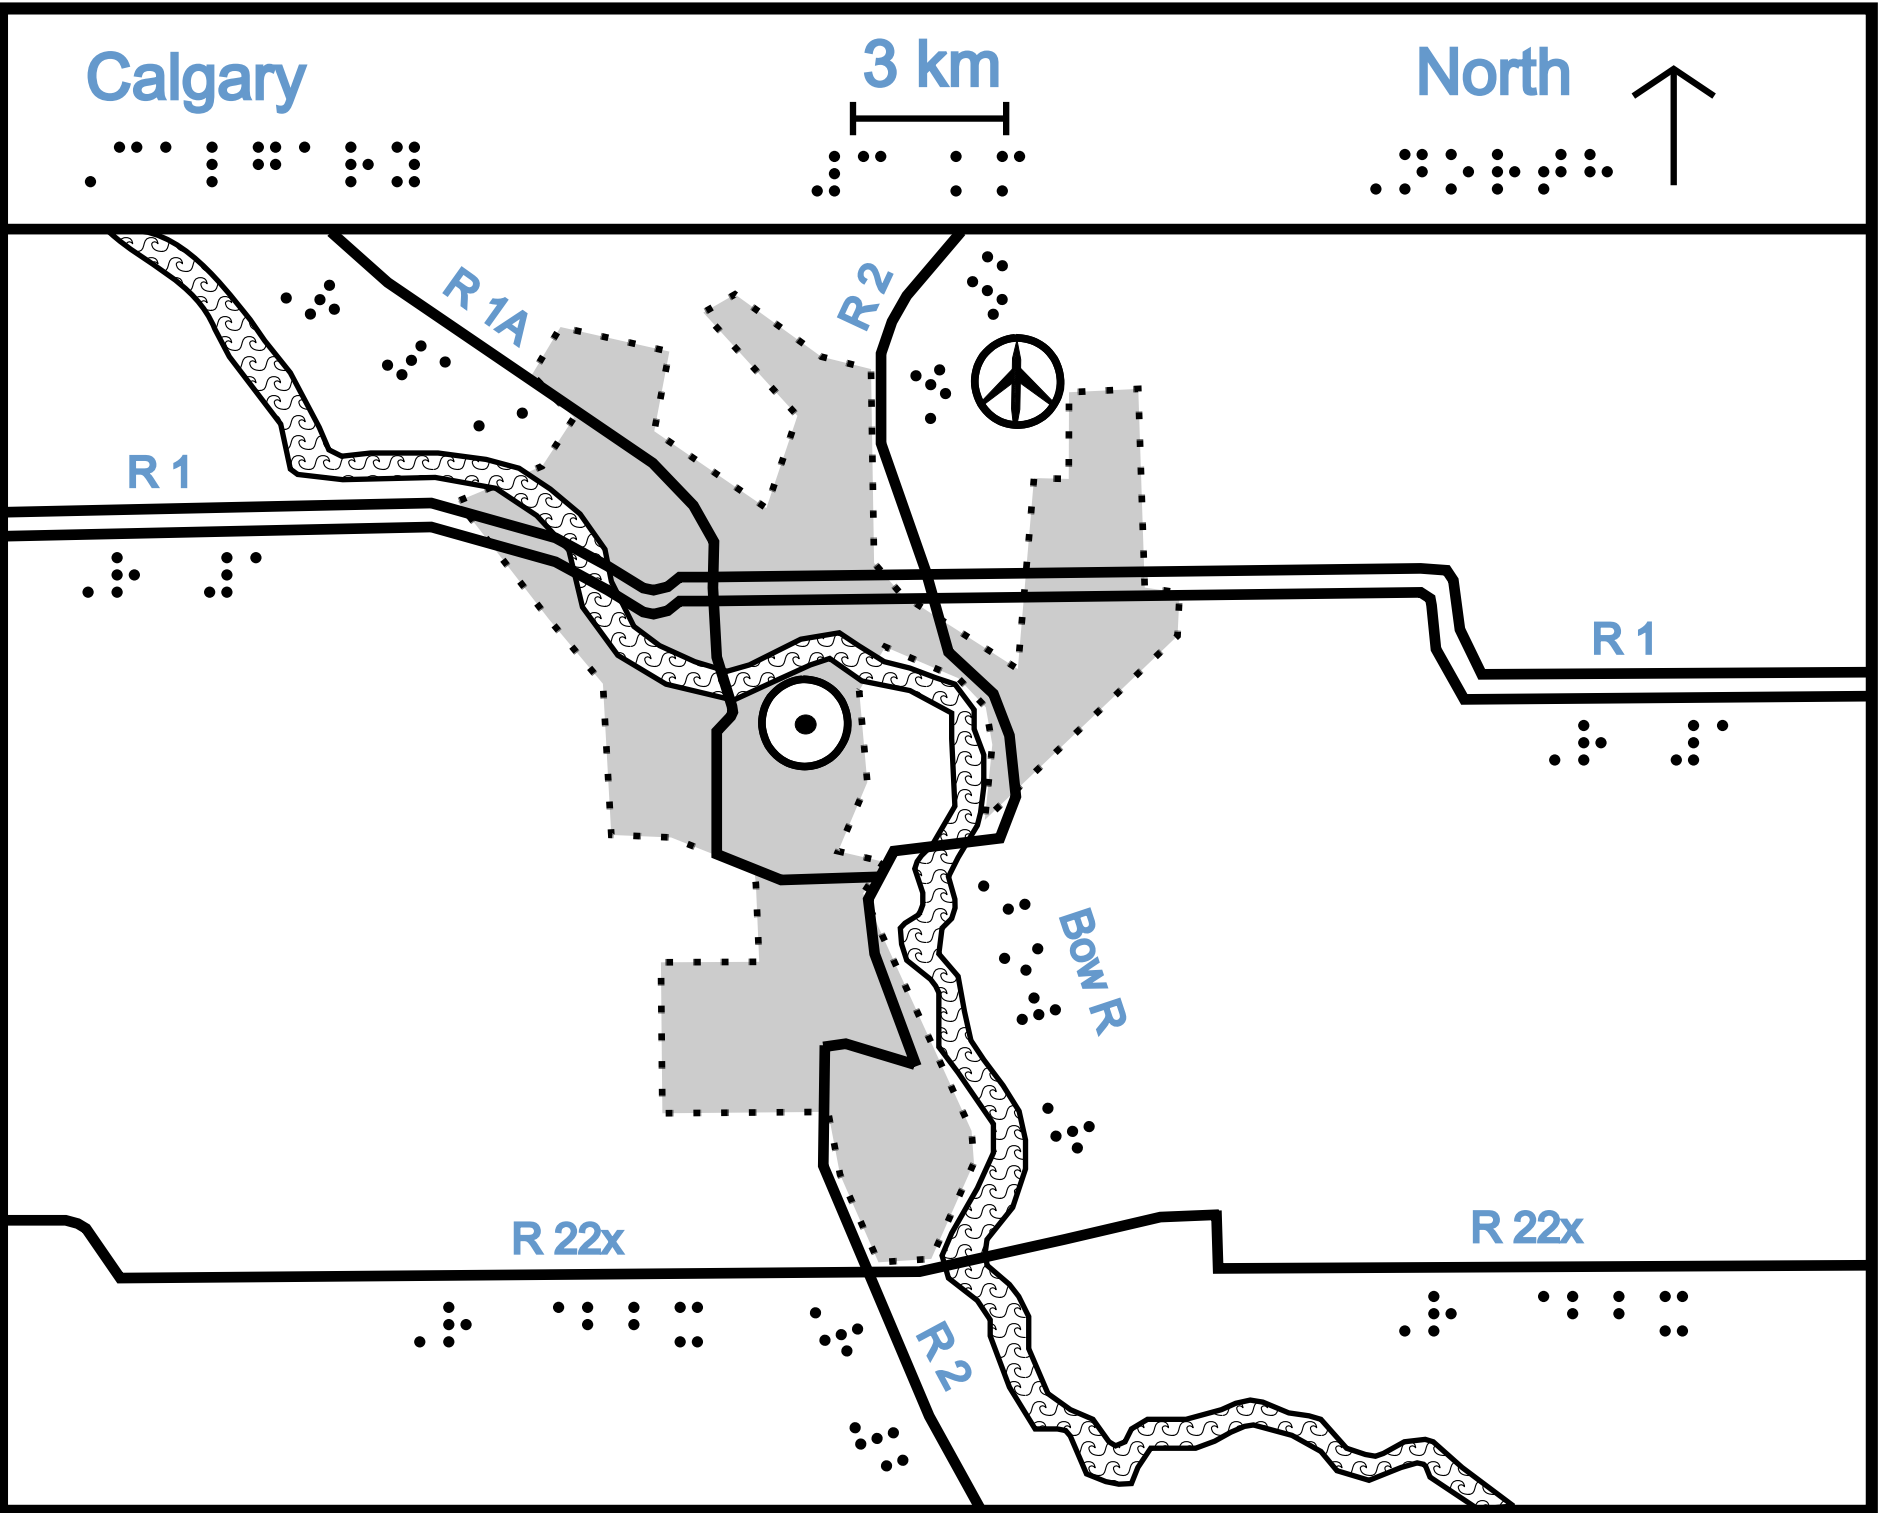 Calgary
⠠⠉⠁⠇⠛⠁⠗⠽
3 km
⠼⠉ ⠅⠍
North
⠠⠝⠕⠗⠞⠓
R 1A
R 2
R 1
⠠⠗ ⠼⠁
R 1
⠠⠗ ⠼⠁
Bow R
R 22x
⠠⠗
R 22x
⠠⠗
R 2